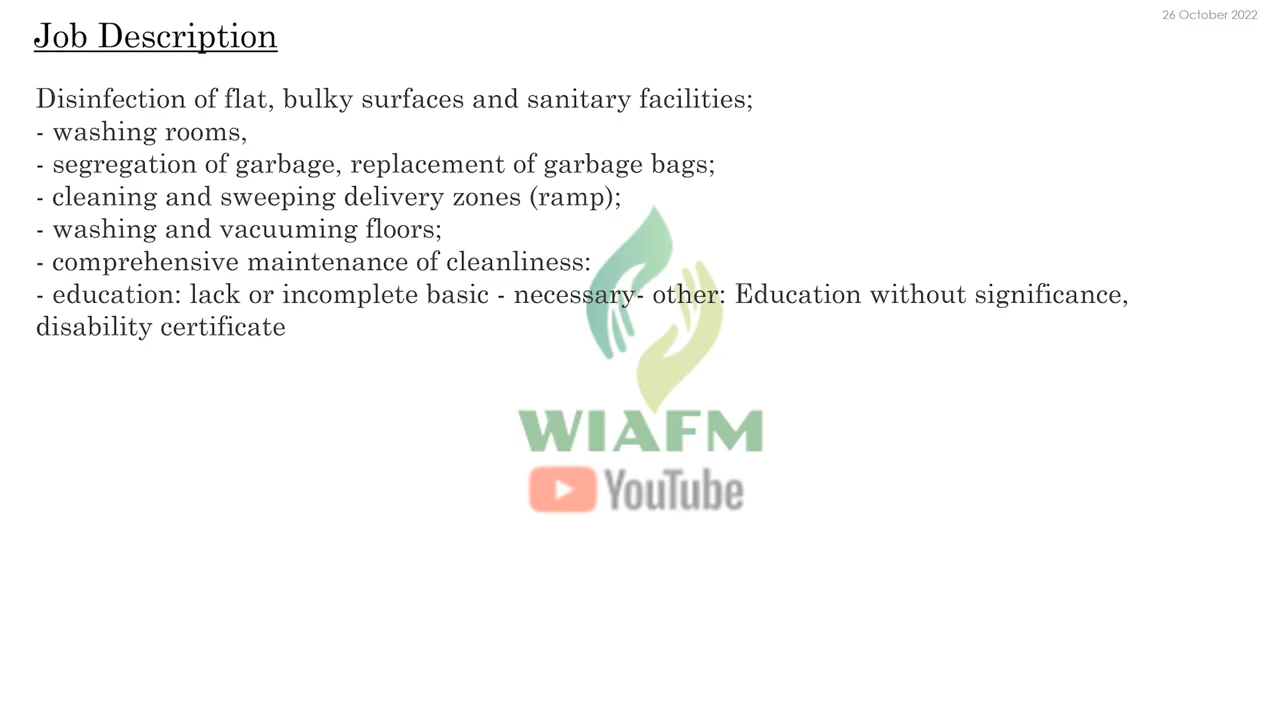 26 October 2022
Job Description
Disinfection of flat, bulky surfaces and sanitary facilities;
- washing rooms,
- segregation of garbage, replacement of garbage bags;
- cleaning and sweeping delivery zones (ramp);
- washing and vacuuming floors;
- comprehensive maintenance of cleanliness:
- education: lack or incomplete basic - necessary- other: Education without significance,
disability certificate
WIAFM
YouTube